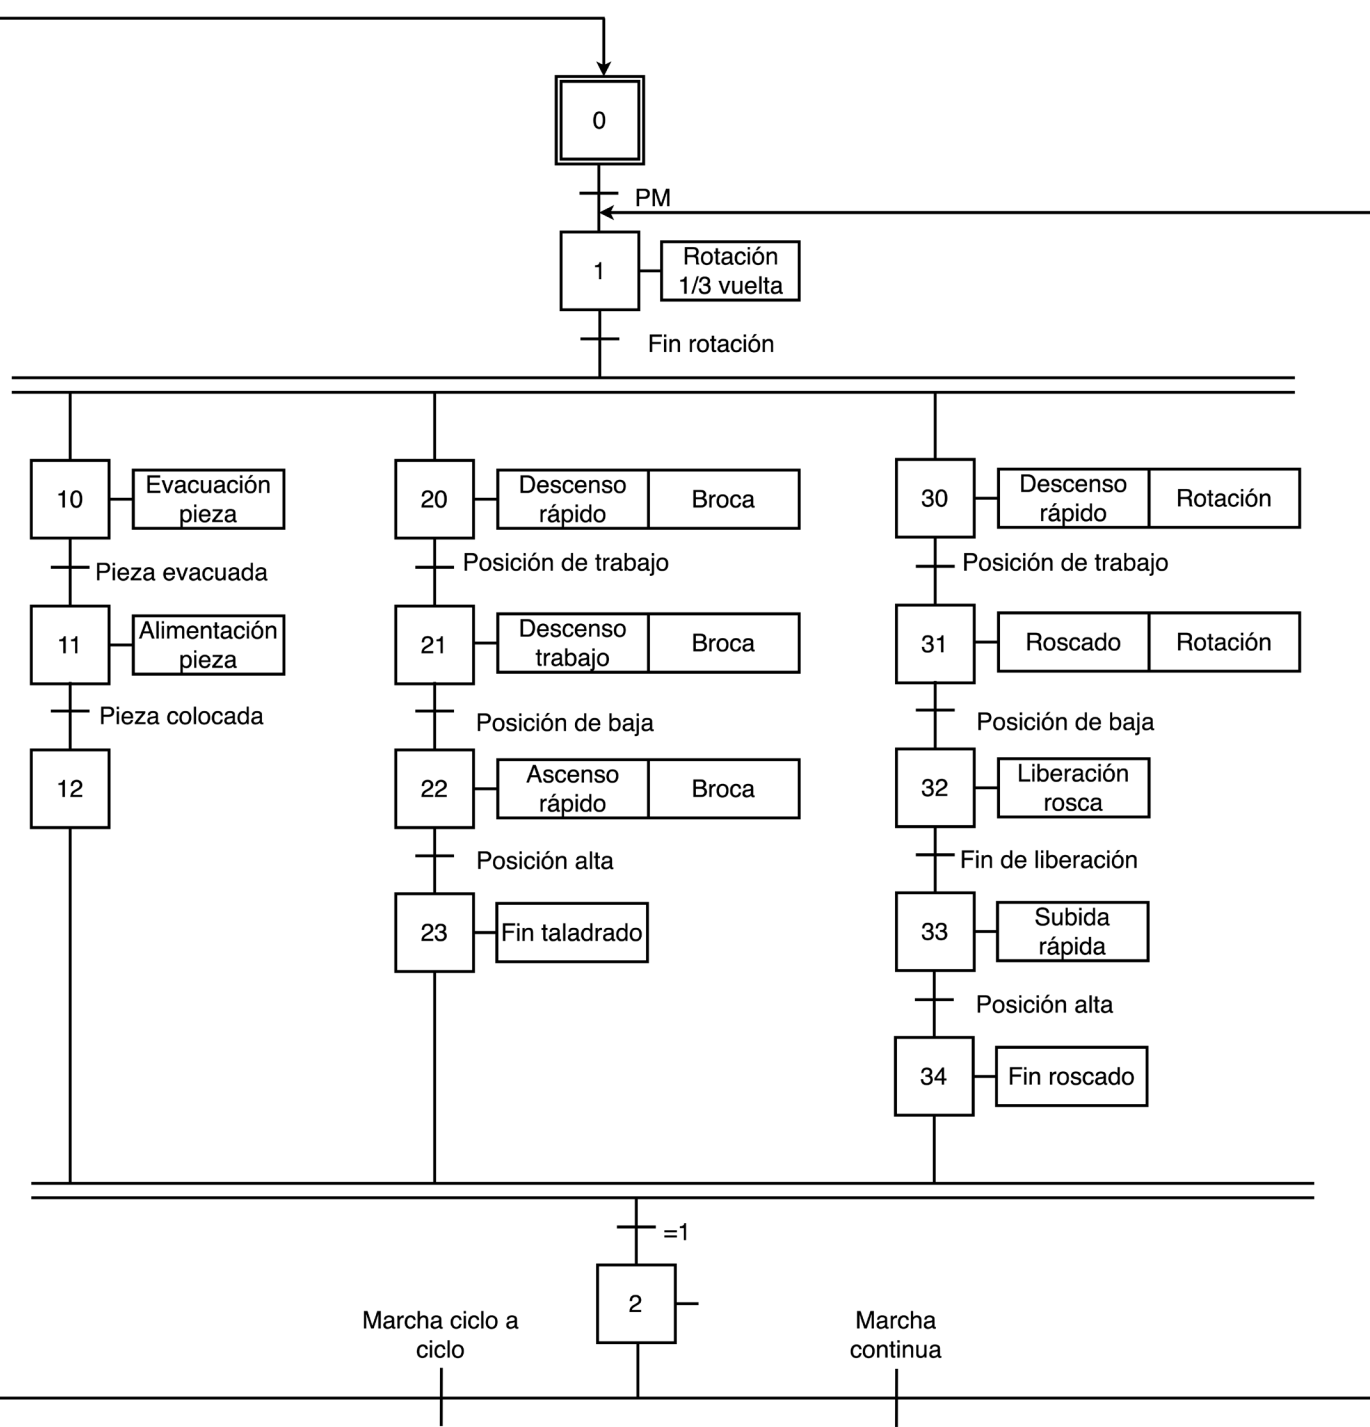 0
PM
1
Rotación
1/3 vuelta
Fin rotación
10
Evacuación
pieza
20
Descenso
rápido
Broca
30
Descenso
rápido
Rotación
Pieza evacuada
Posición de trabajo
Posición de trabajo
11
Alimentación
pieza
21
Descenso
trabajo
Broca
31
Roscado
Rotación
Pieza colocada
Posición de baja
Posición de baja
12
22
Ascenso
rápido
Broca
32
Liberación
rosca
Posición alta
Fin de liberación
23
Fin taladrado
33
Subida
rápida
Posición alta
34
Fin roscado
=1
2
Marcha ciclo a
ciclo
Marcha
continua